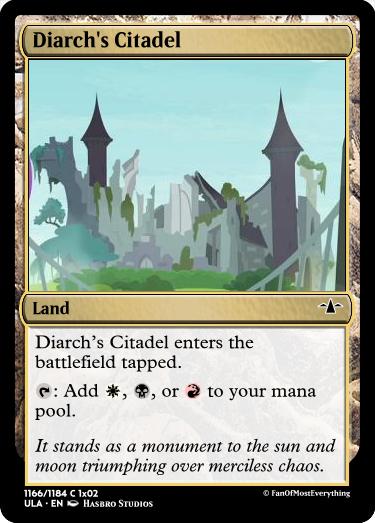 Diarch's Citadel
Land
Diarch's Citadel enters the
battlefield tapped.
: Add , , or to your mana
pool.
It stands as a monument to the sun and
moon triumphing over merciless chaos.
1166/1184 C 1x02
ULA • EN Hasbro Studios © FanOfMostEverything